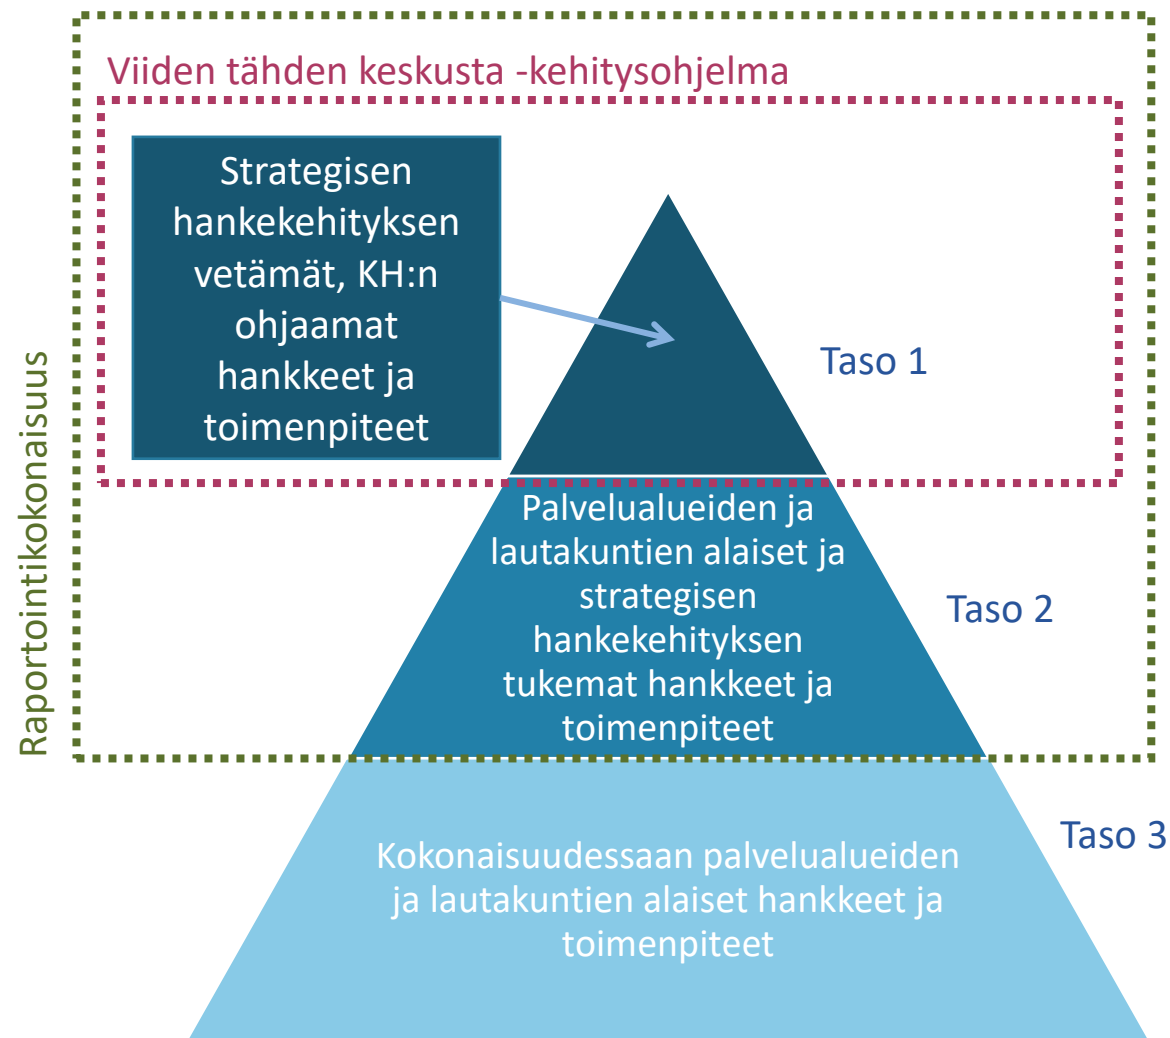 Viiden tähden keskusta -kehitysohjelma
Strategisen
hankekehityksen
vetämät, KH:n
ohjaamat
hankkeet ja
toimenpiteet
Taso 1
Palvelualueiden ja
lautakuntien alaiset ja
strategisen
hankekehityksen
tukemat hankkeet ja
toimenpiteet
Taso 2
Raportointikokonaisuus
Taso 3
Kokonaisuudessaan palvelualueiden
ja lautakuntien alaiset hankkeet ja
toimenpiteet